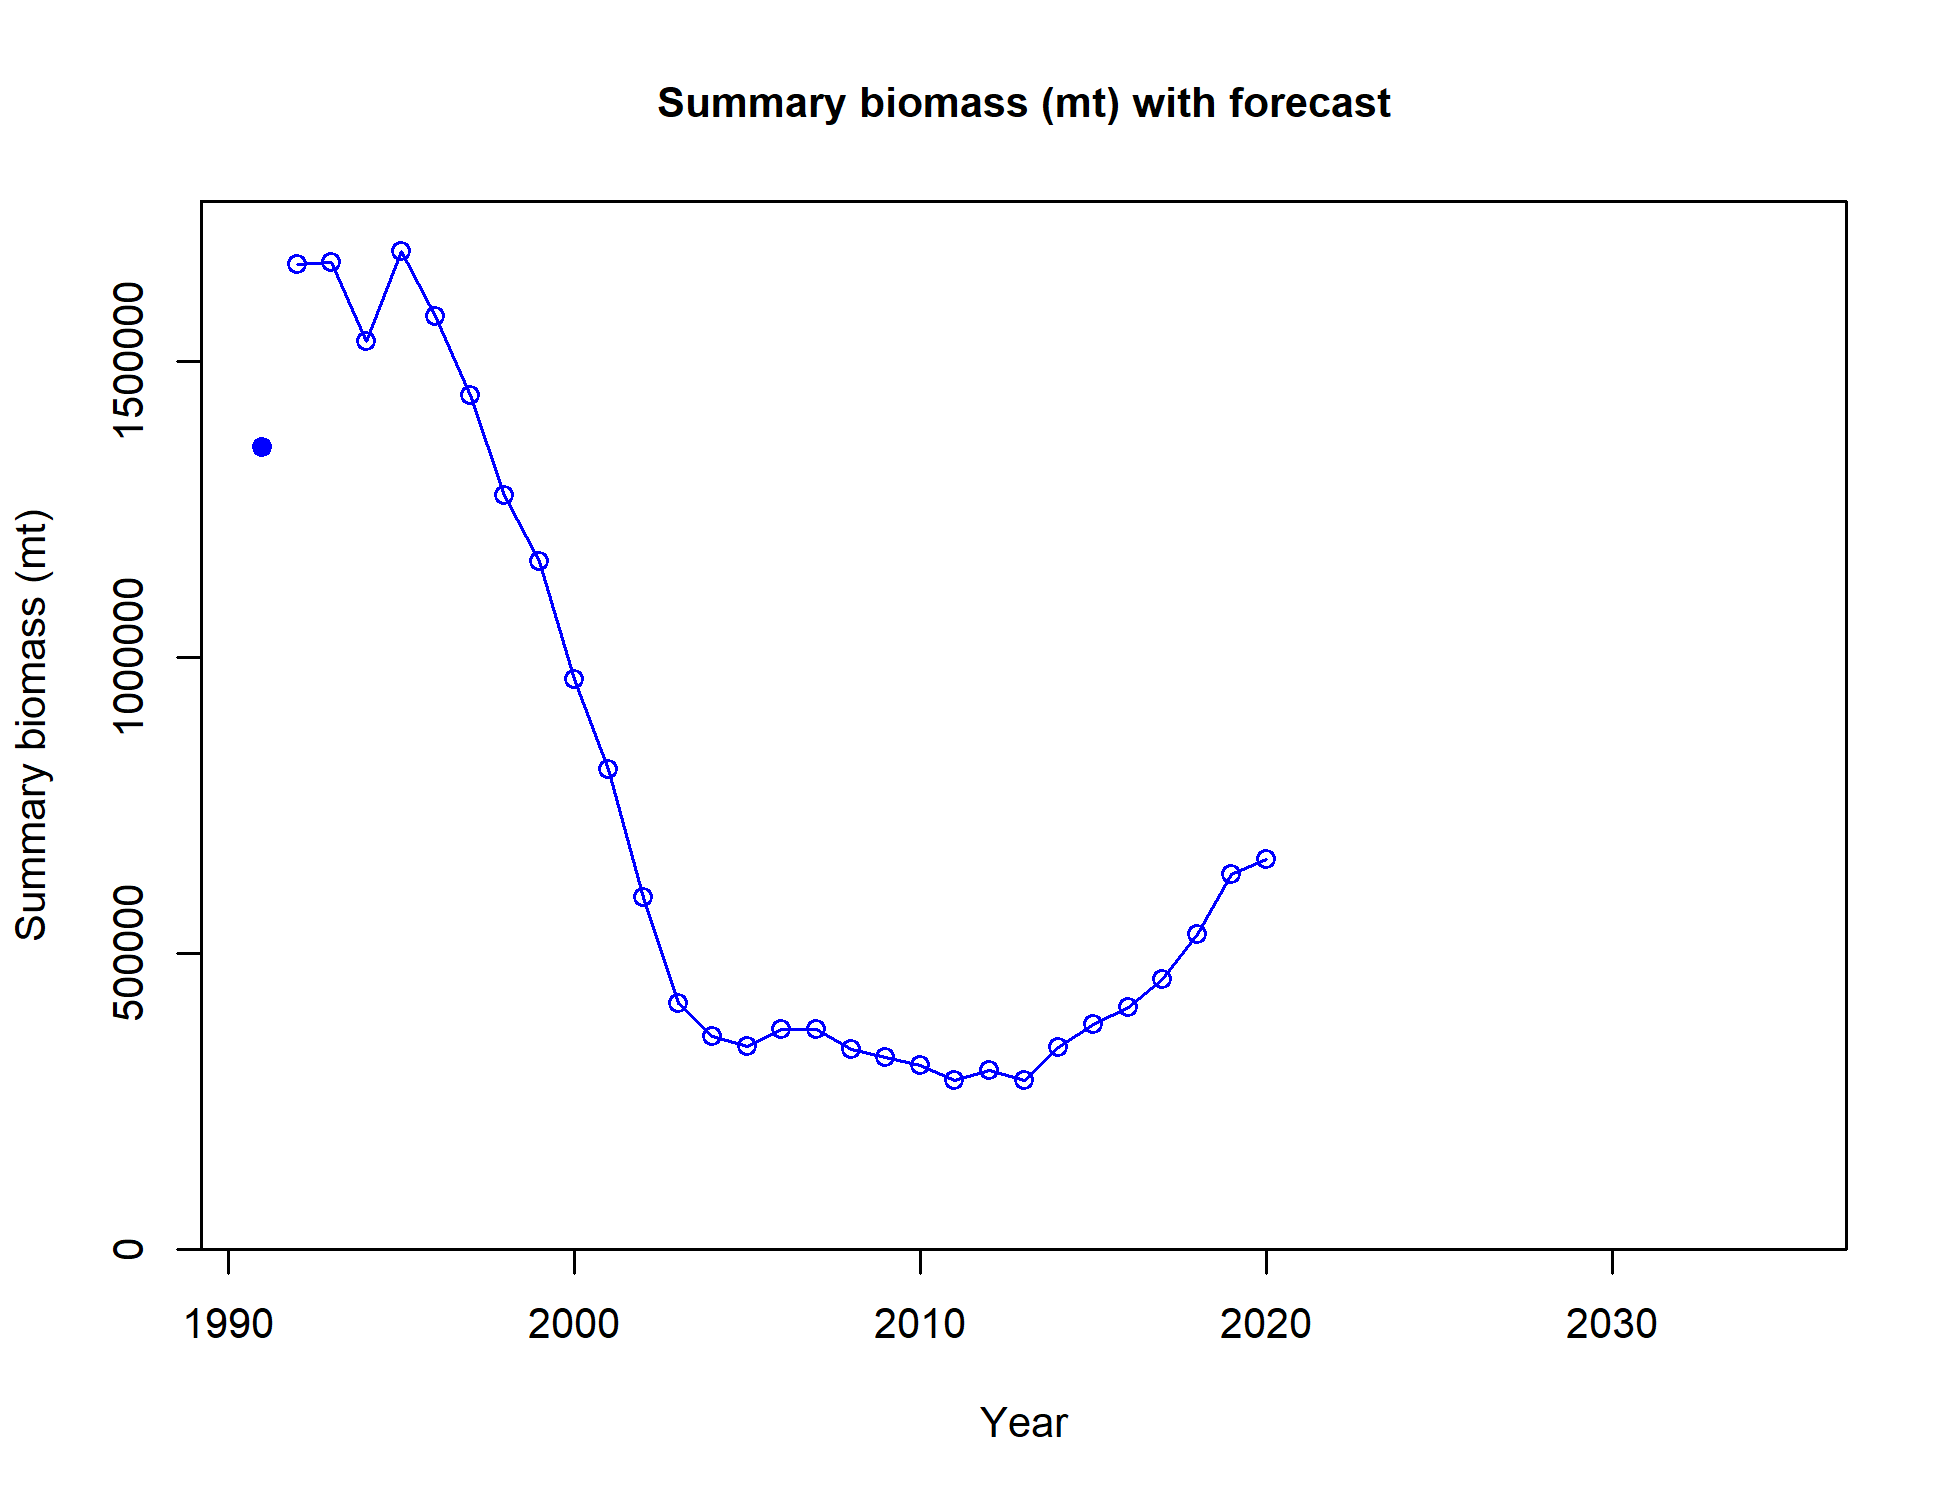 Summary biomass (mt) with forecast
Summary biomass (mt)
1500000
1000000
500000
0
1990 2000 2010 2020 2030
Year